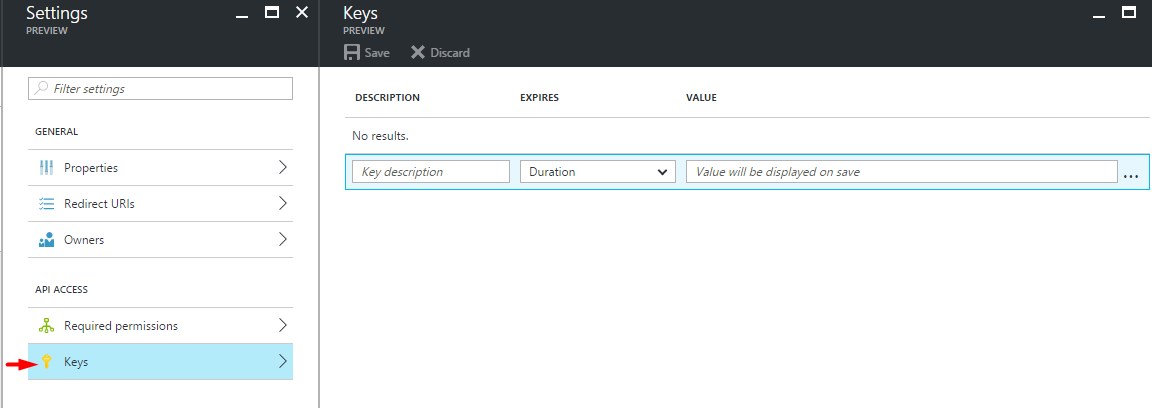 Settings
PREVIEW
Filter settings
GENERAL
Properties
Redirect URIs
Owners
API ACCESS
Required permissions
Keys
Keys
PREVIEW
Save Discard
DESCRIPTION EXPIRES VALUE
No results.
Key description Duration Value will be displayed on save ...